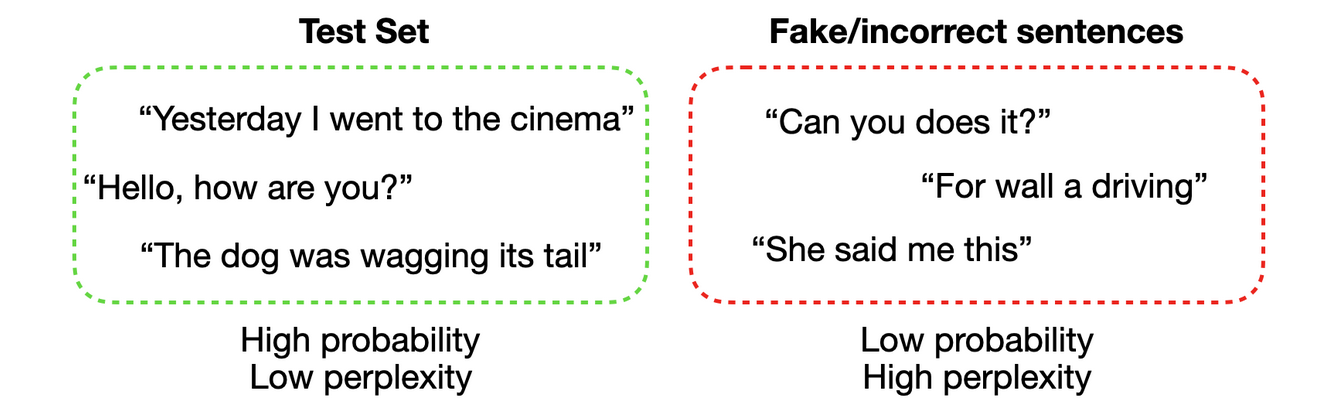 Test Set
“Yesterday I went to the cinema”
“Hello, how are you?”
“The dog was wagging its tail”
High probability
Low perplexity
Fake/incorrect sentences
“Can you does it?”
“For wall a driving”
“She said me this”
Low probability
High perplexity